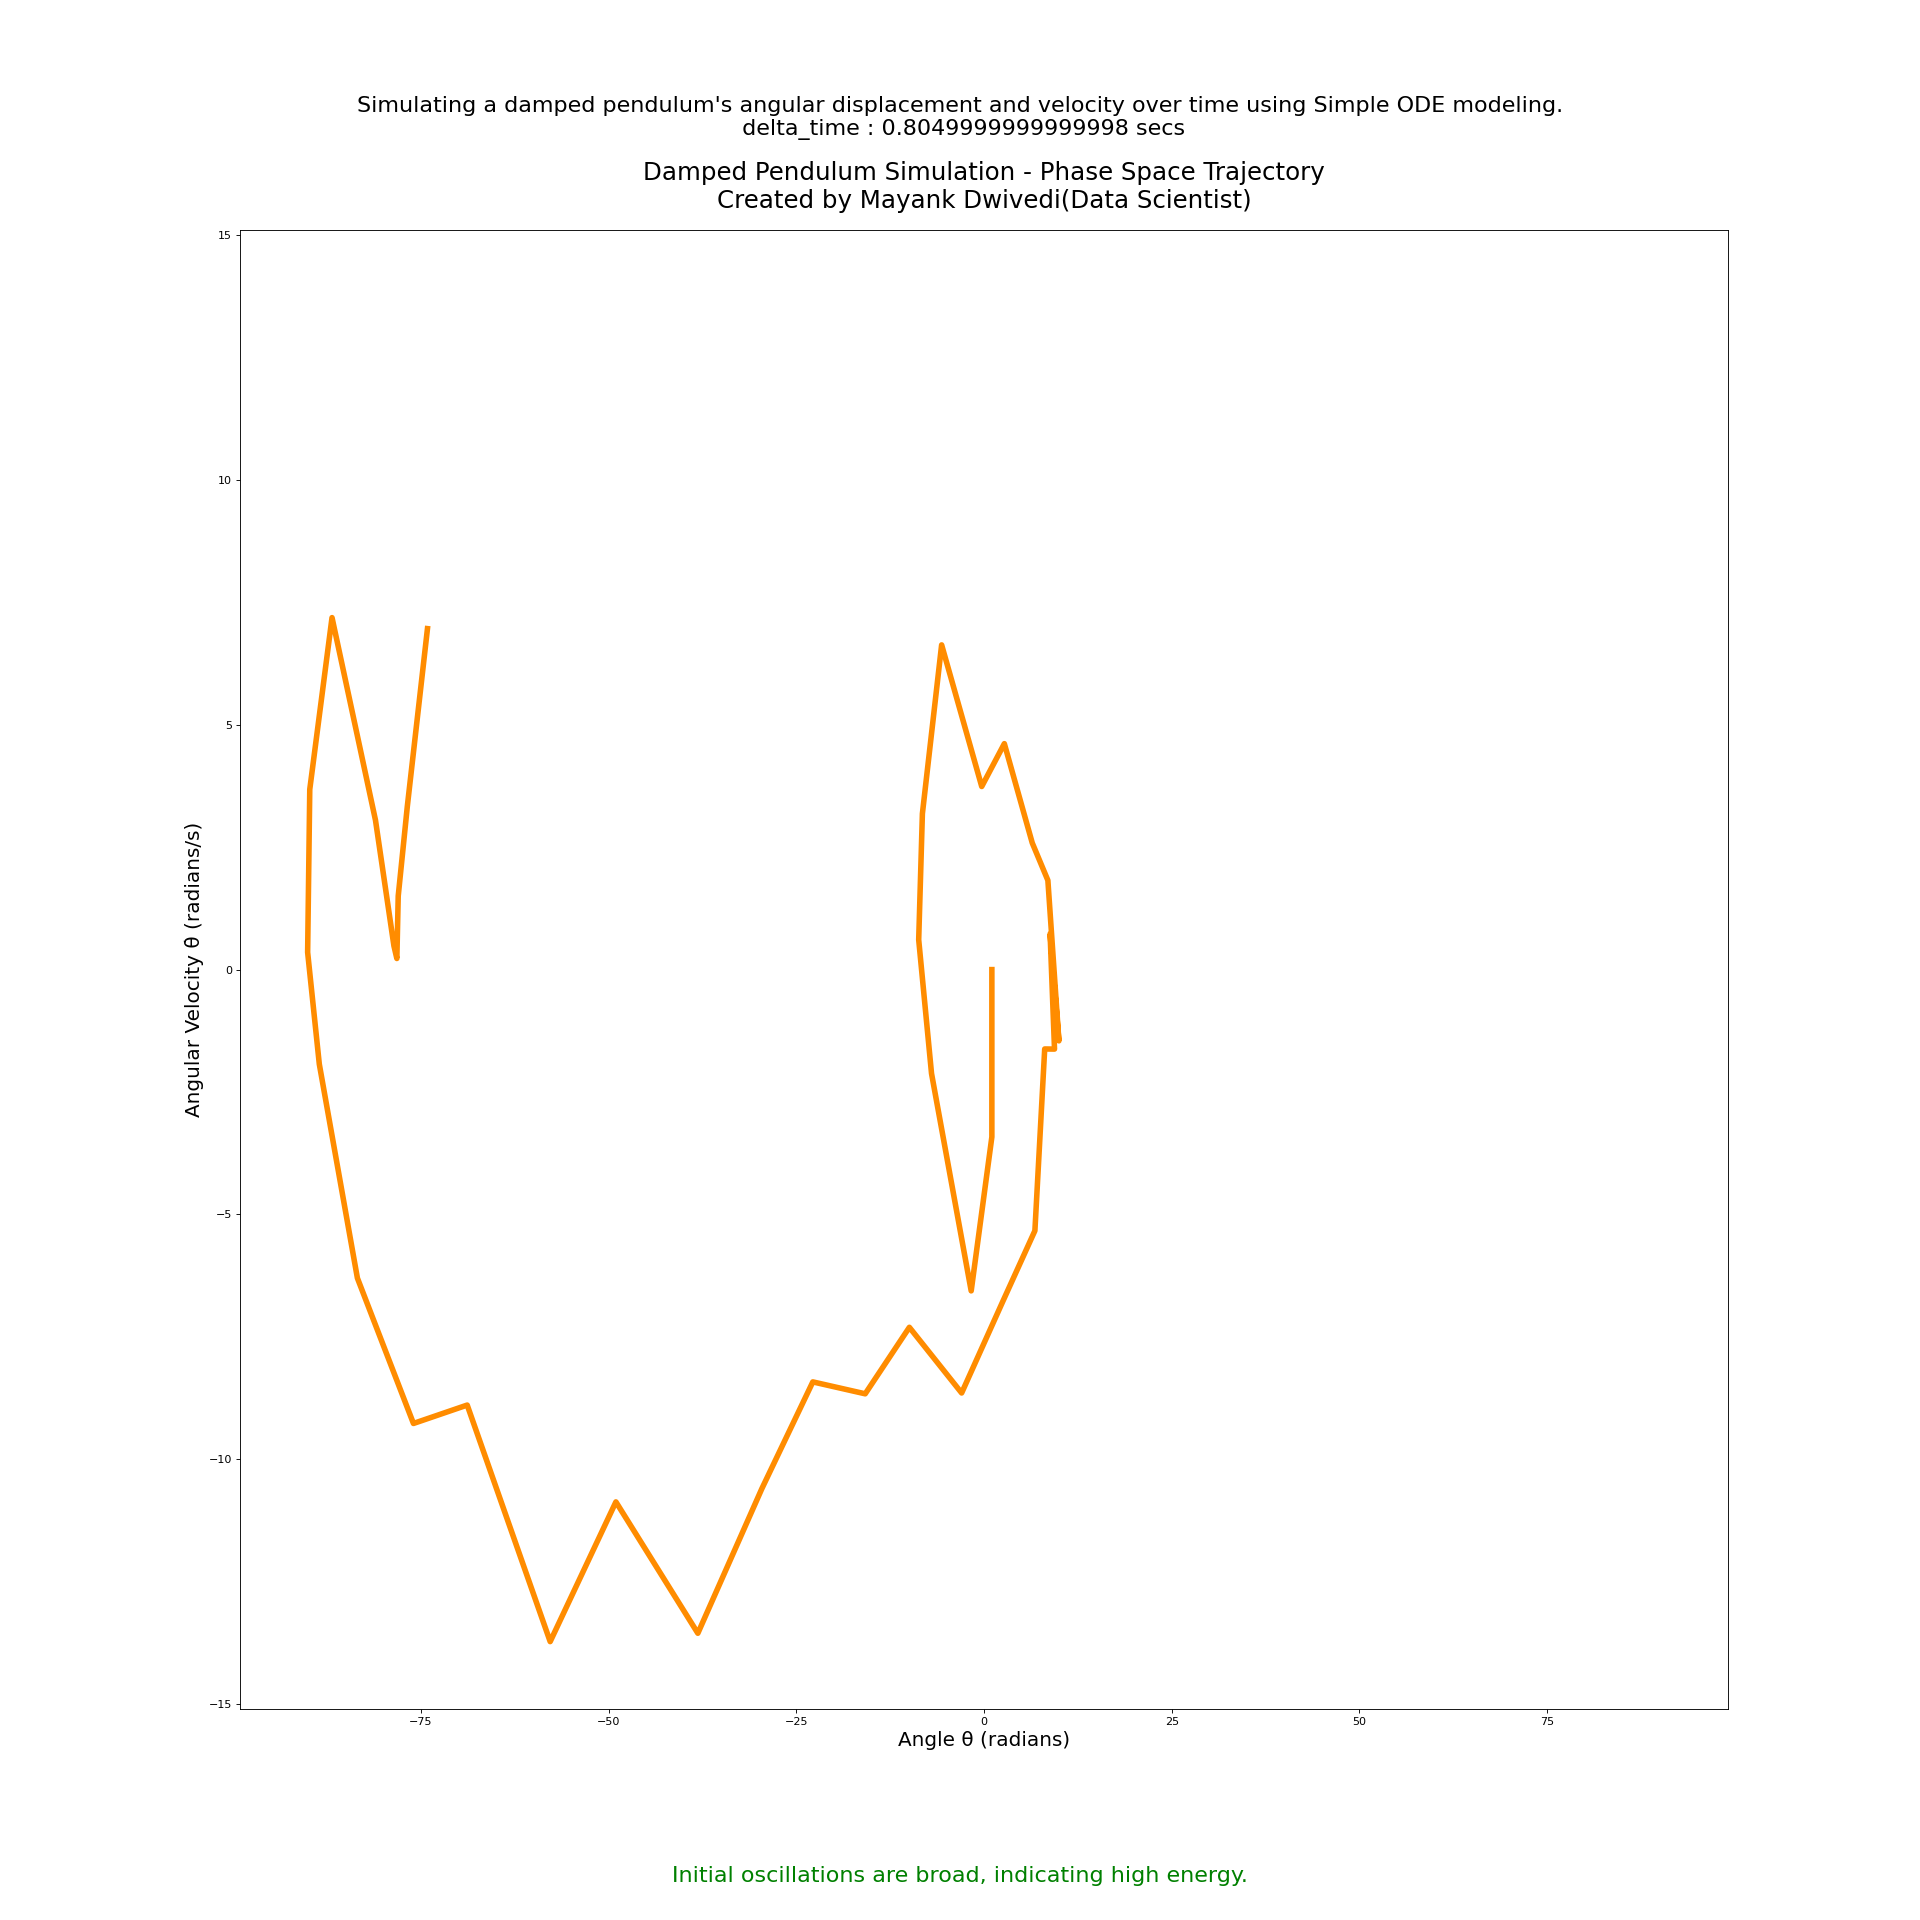 Simulating a damped pendulum's angular displacement and velocity over time using Simple ODE modeling.
delta_time : 0.8049999999999998 secs
Damped Pendulum Simulation - Phase Space Trajectory
Created by Mayank Dwivedi(Data Scientist)
15
10
5
0
−5
−10
−15
Angular Velocity θ (radians/s)
−75
−50
−25
0
25
50
75
Angle θ (radians)
Initial oscillations are broad, indicating high energy.